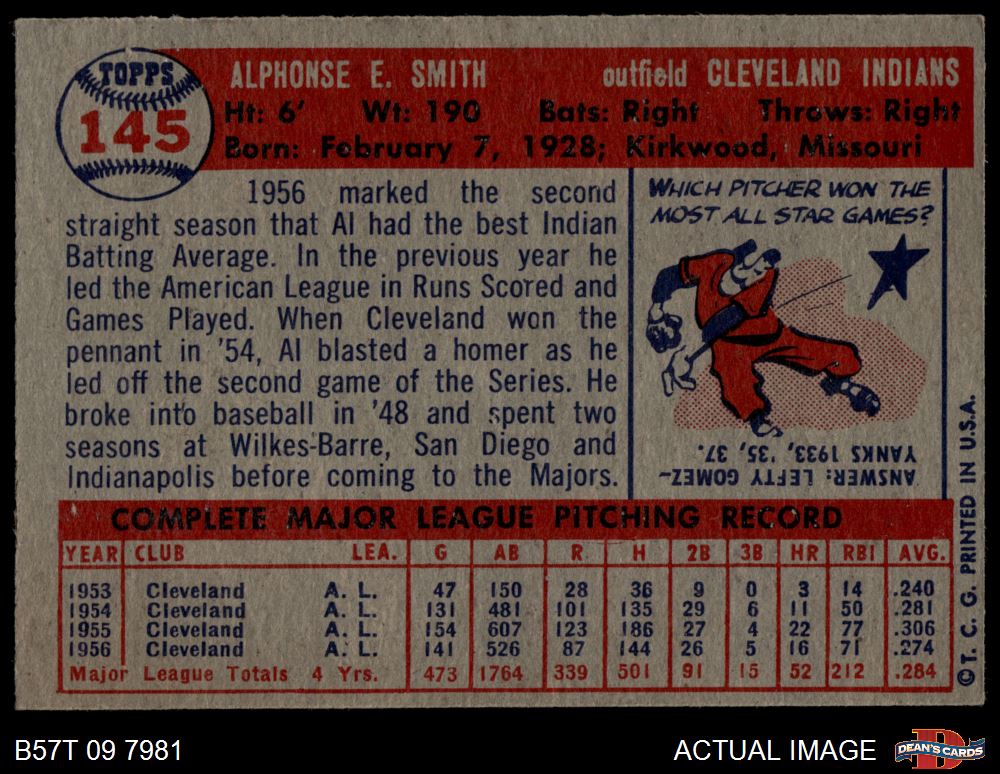 TOPPS
145
ALPHONSE E. SMITH outfield CLEVELAND INDIANS
Ht: 6' Wt: 190 Bats: Right Throws: Right
Born: February 7, 1928; Kirkwood, Missouri
1956 marked the second
straight season that Al had the best Indian
Batting Average. In the previous year he
led the American League in Runs Scored and
Games Played. When Cleveland won the
pennant in '54, Al blasted a homer as he
led off the second game of the Series. He
broke into baseball in '48 and spent two
seasons at Wilkes-Barre, San Diego and
Indianapolis before coming to the Majors.
WHICH PITCHER WON THE
MOST ALL STAR GAMES?
ANSWER: LEFTY GOMEZ~
YANKS 1933, '35, '37.
COMPLETE MAJOR LEAGUE PITCHING RECORD
YEAR CLUB LEA. G AB R H 2B 3B HR RBI AVG.
1953 Cleveland A. L. 47 150 28 36 9 0 3 14 .240
1954 Cleveland A. L. 131 481 101 135 29 6 11 50 .281
1955 Cleveland A. L. 154 607 123 186 27 4 22 77 .306
1956 Cleveland A. L. 141 526 87 144 26 5 16 71 .274
Major League Totals 4 Yrs. 473 1764 339 501 91 15 52 212 .284
© T. C. G. PRINTED IN U.S.A.
B57T 09 7981 ACTUAL IMAGE
DEAN'S CARDS